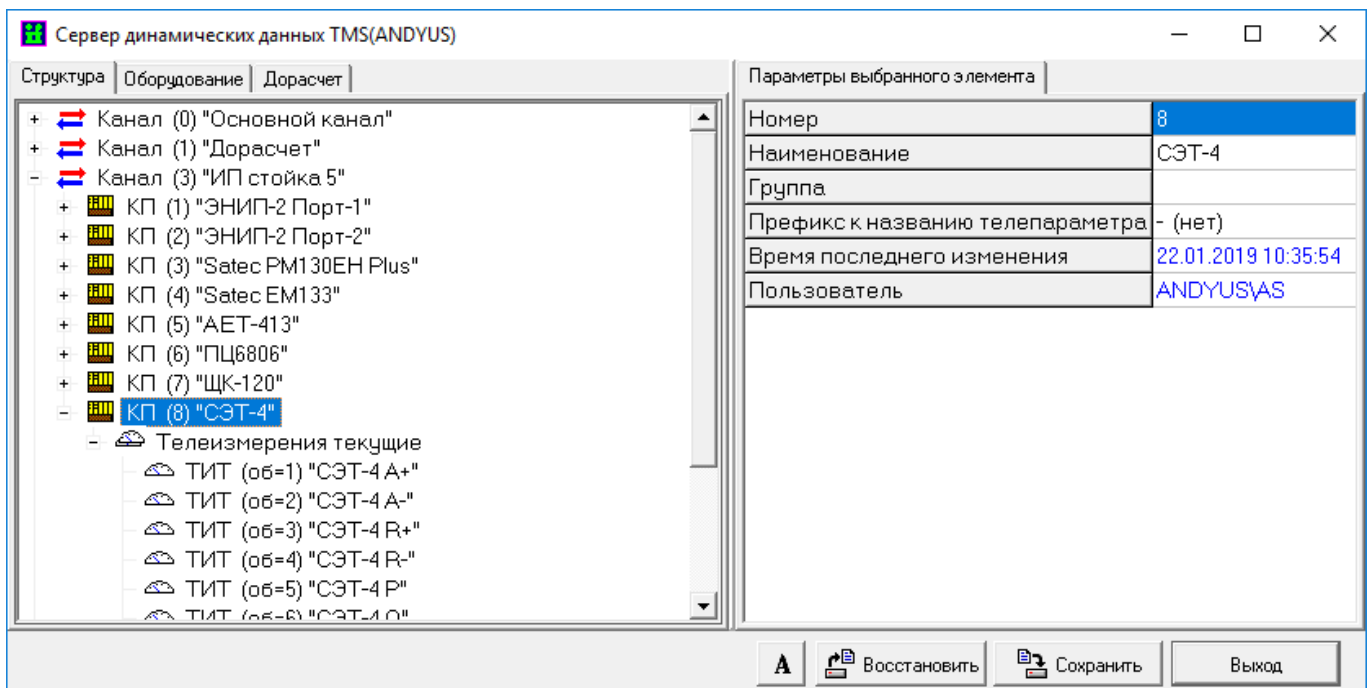 Сервер динамических данных TMS(ANDYUS)
Структура Оборудование Дорасчет
Канал (0) "Основной канал"
Канал (1) "Дорасчет"
Канал (3) "ИП стойка 5"
КП (1) "ЭНИП-2 Порт-1"
КП (2) "ЭНИП-2 Порт-2"
КП (3) "Satec PM130EH Plus"
КП (4) "Satec EM133"
КП (5) "АЕТ-413"
КП (6) "ПЦ6806"
КП (7) "ЩК-120"
КП (8) "СЭТ-4"
Телеизмерения текущие
ТИТ (об=1) "СЭТ-4 A+"
ТИТ (об=2) "СЭТ-4 A-"
ТИТ (об=3) "СЭТ-4 R+"
ТИТ (об=4) "СЭТ-4 R-"
ТИТ (об=5) "СЭТ-4 P"
ТИТ (об=6) "СЭТ-4 Q"
Параметры выбранного элемента
Номер 8
Наименование СЭТ-4
Группа
Префикс к названию телепараметра - (нет)
Время последнего изменения 22.01.2019 10:35:54
Пользователь ANDYUS\AS
A Восстановить Сохранить Выход